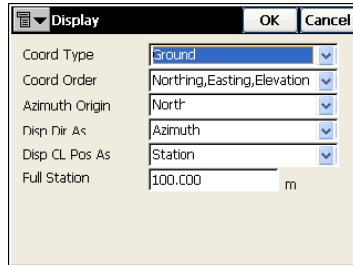 Display OK Cancel
Coord Type Ground
Coord Order Northing,Easting,Elevation
Azimuth Origin North
Disp Dir As Azimuth
Disp CL Pos As Station
Full Station 100.000 m